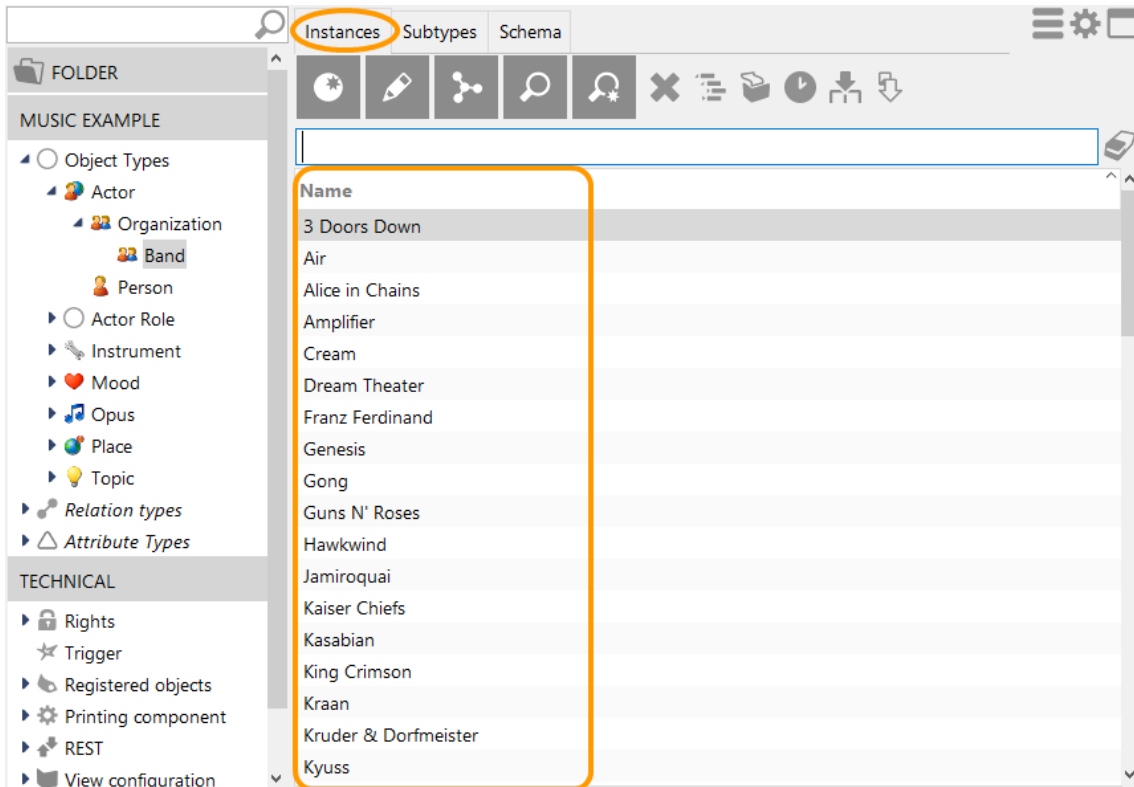 FOLDER
MUSIC EXAMPLE
Object Types
Actor
Organization
Band
Person
Actor Role
Instrument
Mood
Opus
Place
Topic
Relation types
Attribute Types
TECHNICAL
Rights
Trigger
Registered objects
Printing component
REST
View configuration
Instances Subtypes Schema
Name
3 Doors Down
Air
Alice in Chains
Amplifier
Cream
Dream Theater
Franz Ferdinand
Genesis
Gong
Guns N' Roses
Hawkwind
Jamiroquai
Kaiser Chiefs
Kasabian
King Crimson
Kraan
Kruder & Dorfmeister
Kyuss